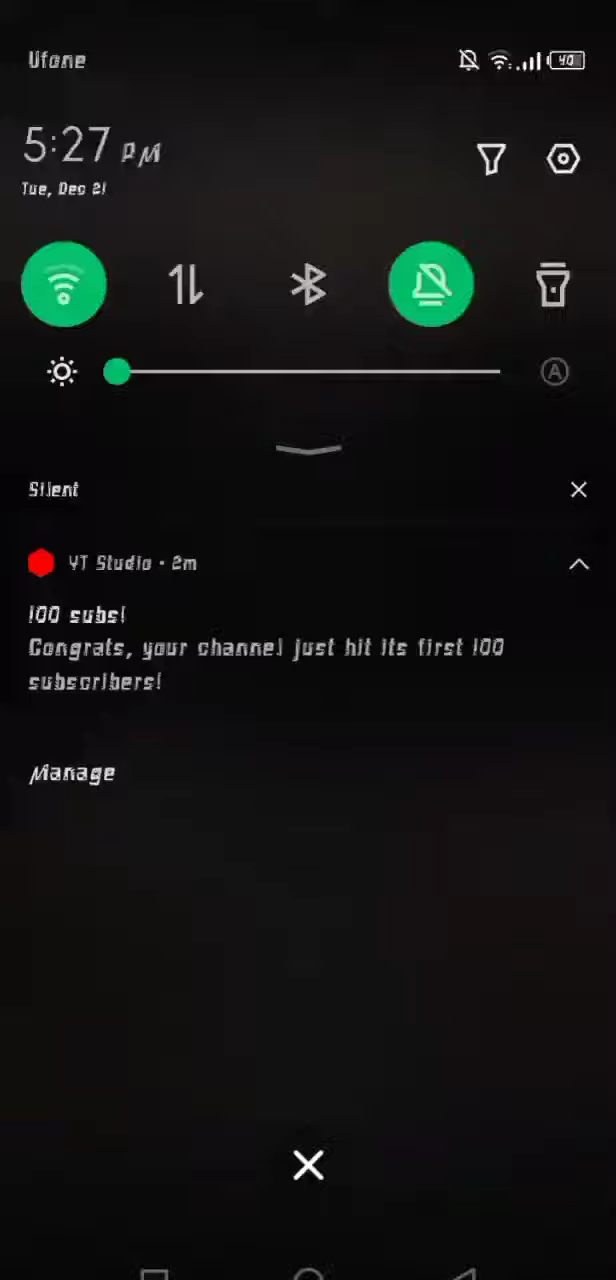 Ufone
40
5:27 PM
Tue, Dec 21
A
Silent
YT Studio • 2m
100 subs!
Congrats, your channel just hit its first 100
subscribers!
Manage